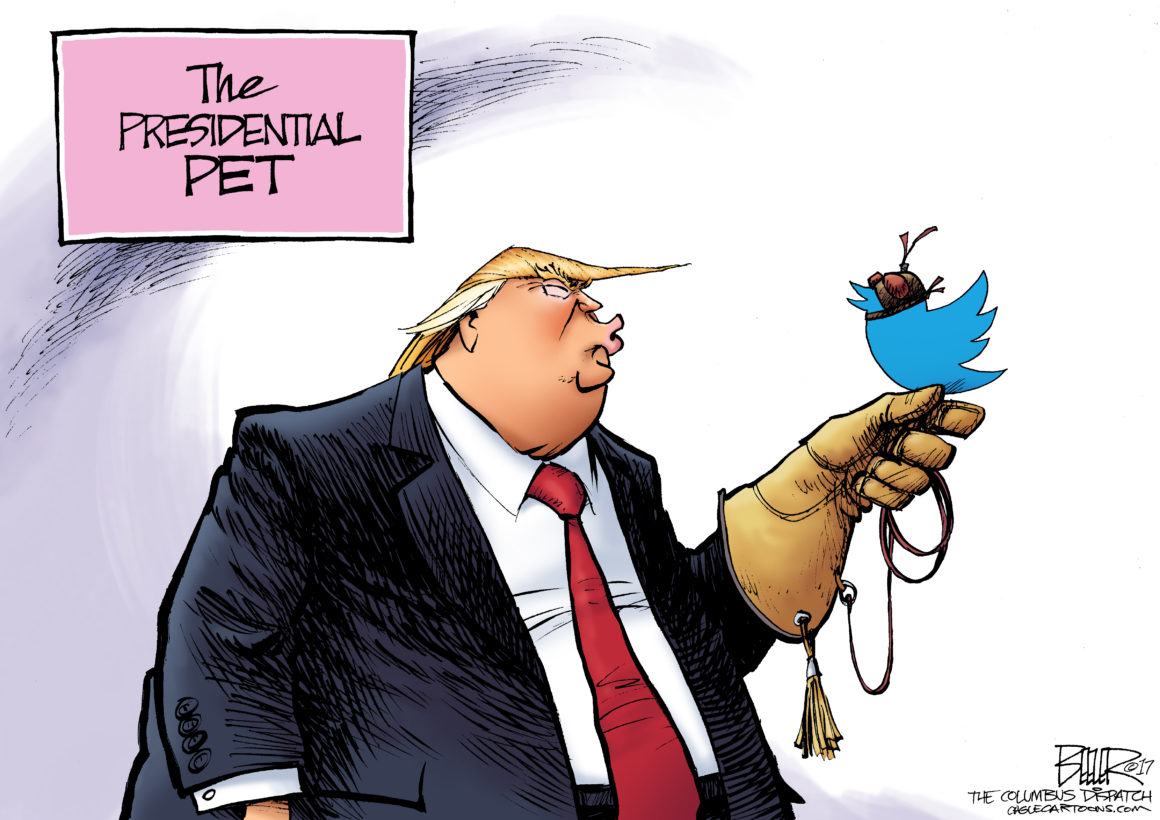 The
PRESIDENTIAL
PET
BEELER ©17
THE COLUMBUS DISPATCH
CAGLECARTOONS.COM